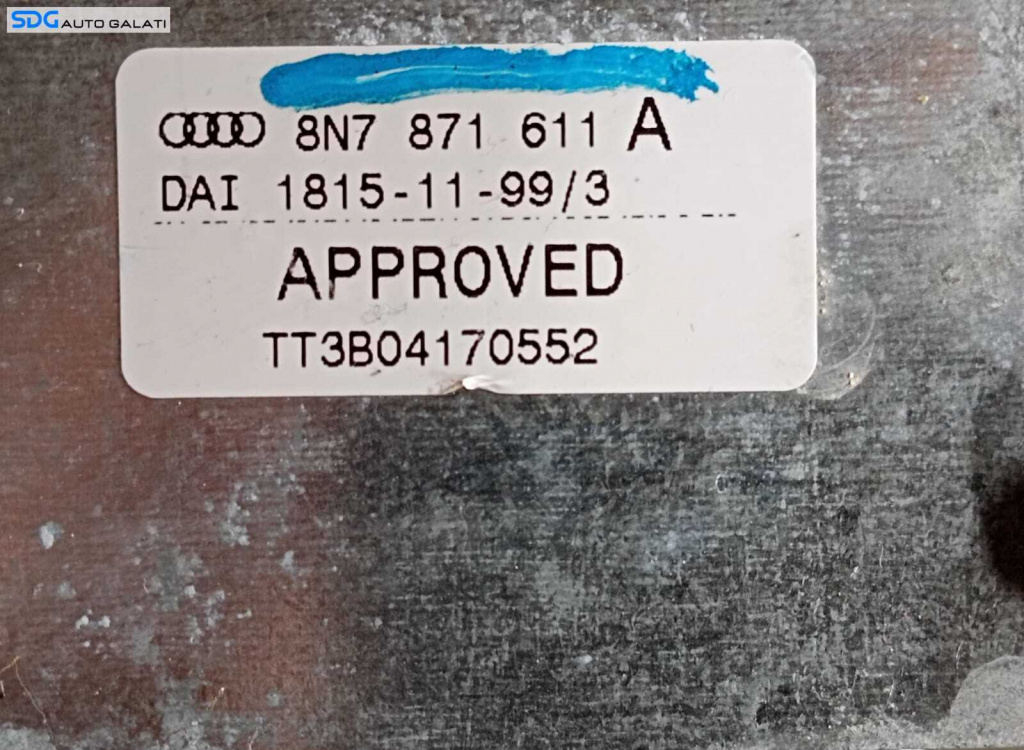 SDG AUTO GALATI
8N7 871 611 A
DAI 1815-11-99/3
APPROVED
TT3B04170552